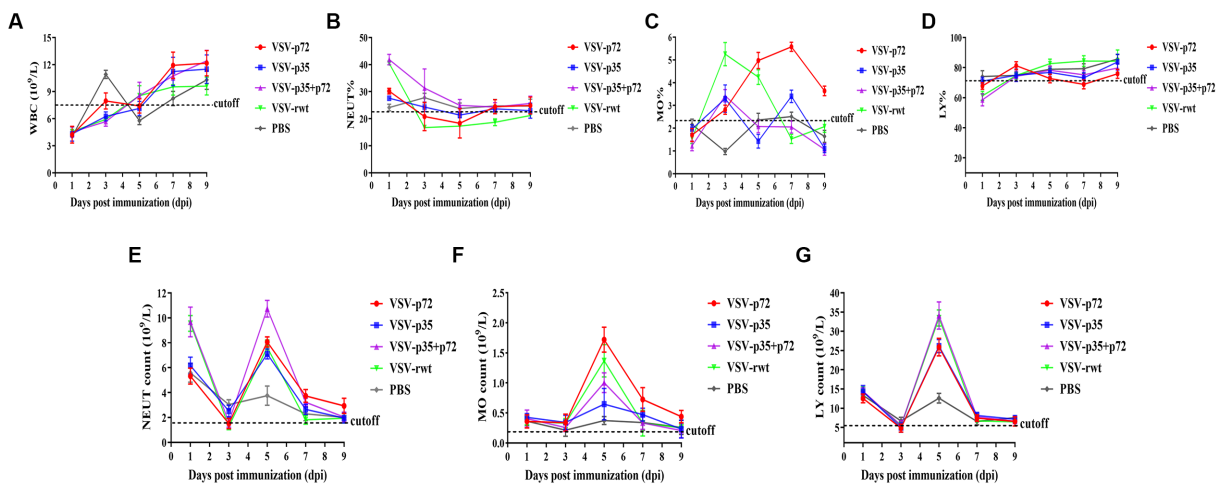 A
WBC (10^9/L)
15
12
9
6
3
0
0 1 2 3 4 5 6 7 8 9
Days post immunization (dpi)
cutoff
VSV-p72
VSV-p35
VSV-p35+p72
VSV-rwt
PBS
B
NEUT%
50
40
30
20
10
0
0 1 2 3 4 5 6 7 8 9
Days post immunization (dpi)
cutoff
VSV-p72
VSV-p35
VSV-p35+p72
VSV-rwt
PBS
C
MO%
6
5
4
3
2
1
0
0 1 2 3 4 5 6 7 8 9
Days post immunization (dpi)
cutoff
VSV-p72
VSV-p35
VSV-p35+p72
VSV-rwt
PBS
D
LY%
100
80
60
40
20
0 1 2 3 4 5 6 7 8 9
Days post immunization (dpi)
cutoff
VSV-p72
VSV-p35
VSV-p35+p72
VSV-rwt
PBS
E
NEUT count (10^9/L)
12
10
8
6
4
2
0
0 1 2 3 4 5 6 7 8 9
Days post immunization (dpi)
cutoff
VSV-p72
VSV-p35
VSV-p35+p72
VSV-rwt
PBS
F
MO count (10^9/L)
2.5
2.0
1.5
1.0
0.5
0.0
0 1 2 3 4 5 6 7 8 9
Days post immunization (dpi)
cutoff
VSV-p72
VSV-p35
VSV-p35+p72
VSV-rwt
PBS
G
LY count (10^9/L)
40
35
30
25
20
15
10
5
0 1 2 3 4 5 6 7 8 9
Days post immunization (dpi)
cutoff
VSV-p72
VSV-p35
VSV-p35+p72
VSV-rwt
PBS